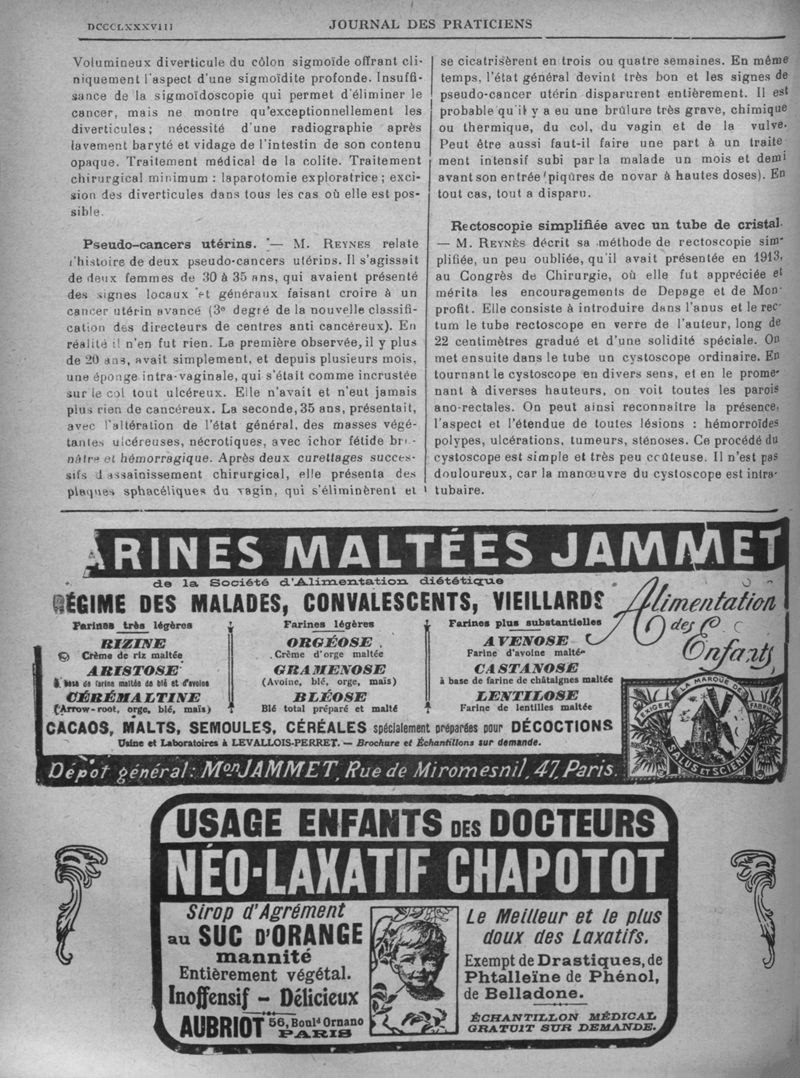 DCCCLXXXVIII
JOURNAL DES PRATICIENS
Volumineux diverticule du côlon sigmoïde offrant cli-
niquement l'aspect d'une sigmoïdite profonde. Insuffi-
sance de la sigmoïdoscopie qui permet d'éliminer le
cancer, mais ne montre qu'exceptionnellement les
diverticules; nécessité d'une radiographie après
lavement baryté et vidage de l'intestin de son contenu
opaque. Traitement médical de la colite. Traitement
chirurgical minimum : laparotomie exploratrice; exci-
sion des diverticules dans tous les cas où elle est pos-
sible.
Pseudo-cancers utérins. — M. REYNES relate
l'histoire de deux pseudo-cancers utérins. Il s'agissait
de deux femmes de 30 à 35 ans, qui avaient présenté
des signes locaux et généraux faisant croire à un
cancer utérin avancé (3e degré de la nouvelle classifi-
cation des directeurs de centres anti cancéreux). En
réalité il n'en fut rien. La première observée, il y plus
de 20 ans, avait simplement, et depuis plusieurs mois,
une éponge intra-vaginale, qui s'était comme incrustée
sur le col tout ulcéreux. Elle n'avait et n'eut jamais
plus rien de cancéreux. La seconde, 35 ans, présentait,
avec l'altération de l'état général, des masses végé-
tantes ulcéreuses, nécrotiques, avec ichor fétide bru-
nâtre et hémorragique. Après deux curettages succes-
sifs d'assainissement chirurgical, elle présenta des
plaques sphacéliques du vagin, qui s'éliminèrent et
se cicatrisèrent en trois ou quatre semaines. En même
temps, l'état général devint très bon et les signes de
pseudo-cancer utérin disparurent entièrement. Il est
probable qu'il y a eu une brûlure très grave, chimique
ou thermique, du col, du vagin et de la vulve.
Peut être aussi faut-il faire une part à un traite
ment intensif subi par la malade un mois et demi
avant son entrée (piqûres de novar à hautes doses). En
tout cas, tout a disparu.
Rectoscopie simplifiée avec un tube de cristal.
— M. REYNÈS décrit sa méthode de rectoscopie sim-
plifiée, un peu oubliée, qu'il avait présentée en 1913,
au Congrès de Chirurgie, où elle fut appréciée et
mérita les encouragements de Depage et de Mon-
profit. Elle consiste à introduire dans l'anus et le rec-
tum le tube rectoscope en verre de l'auteur, long de
22 centimètres gradué et d'une solidité spéciale. On
met ensuite dans le tube un cystoscope ordinaire. En
tournant le cystoscope en divers sens, et en le prome-
nant à diverses hauteurs, on voit toutes les parois
ano-rectales. On peut ainsi reconnaître la présence,
l'aspect et l'étendue de toutes lésions : hémorroïdes
polypes, ulcérations, tumeurs, sténoses. Ce procédé du
cystoscope est simple et très peu coûteuse. Il n'est pas
douloureux, car la manœuvre du cystoscope est intra-
tubaire.
ARINES MALTÉES JAMMET
de la Société d'Alimentation diététique
RÉGIME DES MALADES, CONVALESCENTS, VIEILLARDS
Alimentation
des
Enfants
Farines très légères
RIZINE
Crème de riz maltée
ARISTOSE
à base de farine maltée de blé et d'avoine
CÉRÉMALTINE
(Arrow-root, orge, blé, maïs)
Farines légères
ORGÉOSE
Crème d'orge maltée
GRAMENOSE
(Avoine, blé, orge, maïs)
BLÉOSE
Blé total préparé et malté
Farines plus substantielles
AVENOSE
Farine d'avoine maltée
CASTANOSE
à base de farine de châtaignes maltée
LENTILOSE
Farine de lentilles maltée
CACAOS, MALTS, SEMOULES, CÉRÉALES spécialement préparées pour DÉCOCTIONS
Usine et Laboratoires à LEVALLOIS-PERRET. — Brochure et Échantillons sur demande.
EXIGER LA MARQUE DE FABRIQUE
SALUS ET SCIENTIA
Dépôt général: Mon JAMMET, Rue de Miromesnil, 47, Paris.
USAGE ENFANTS DES DOCTEURS
NÉO-LAXATIF CHAPOTOT
Sirop d'Agrément
au SUC D'ORANGE
mannité
Entièrement végétal.
Inoffensif – Délicieux
AUBRIOT 56, Boul^d Ornano
PARIS
Le Meilleur et le plus
doux des Laxatifs.
Exempt de Drastiques, de
Phtalleïne de Phénol,
de Belladone.
ÉCHANTILLON MÉDICAL
GRATUIT SUR DEMANDE.